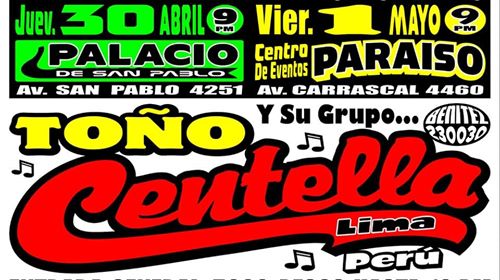 Juev. 30 ABRIL 9 PM
PALACIO
DE SAN PABLO
Av. SAN PABLO 4251
Vier. 1 MAYO 9 PM
Centro De Eventos PARAISO
Av. CARRASCAL 4460
TOÑO
Y Su Grupo...
BENITEL
230030
Centella
Lima
Perú